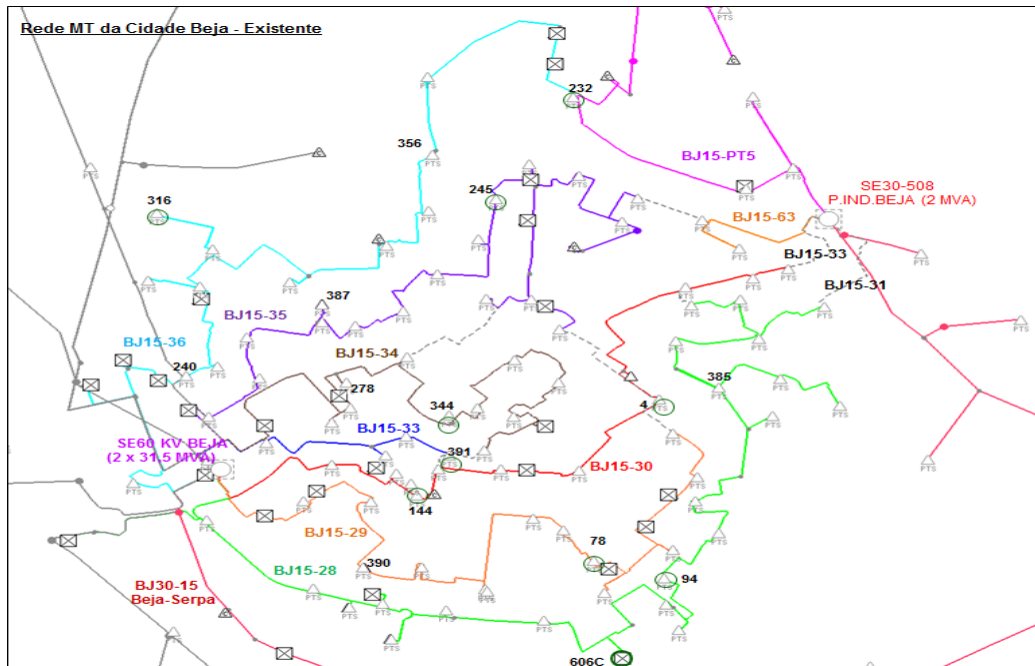 Rede MT da Cidade Beja - Existente
232
356
BJ15-PT5
SE30-508
P.IND.BEJA (2 MVA)
316
245
BJ15-63
BJ15-33
BJ15-31
387
BJ15-35
BJ15-36
BJ15-34
240
278
385
344
4
BJ15-33
SE60 KV BEJA
(2 x 31.5 MVA)
391
BJ15-30
144
BJ15-29
78
390
BJ15-28
94
BJ30-15
Beja-Serpa
606C